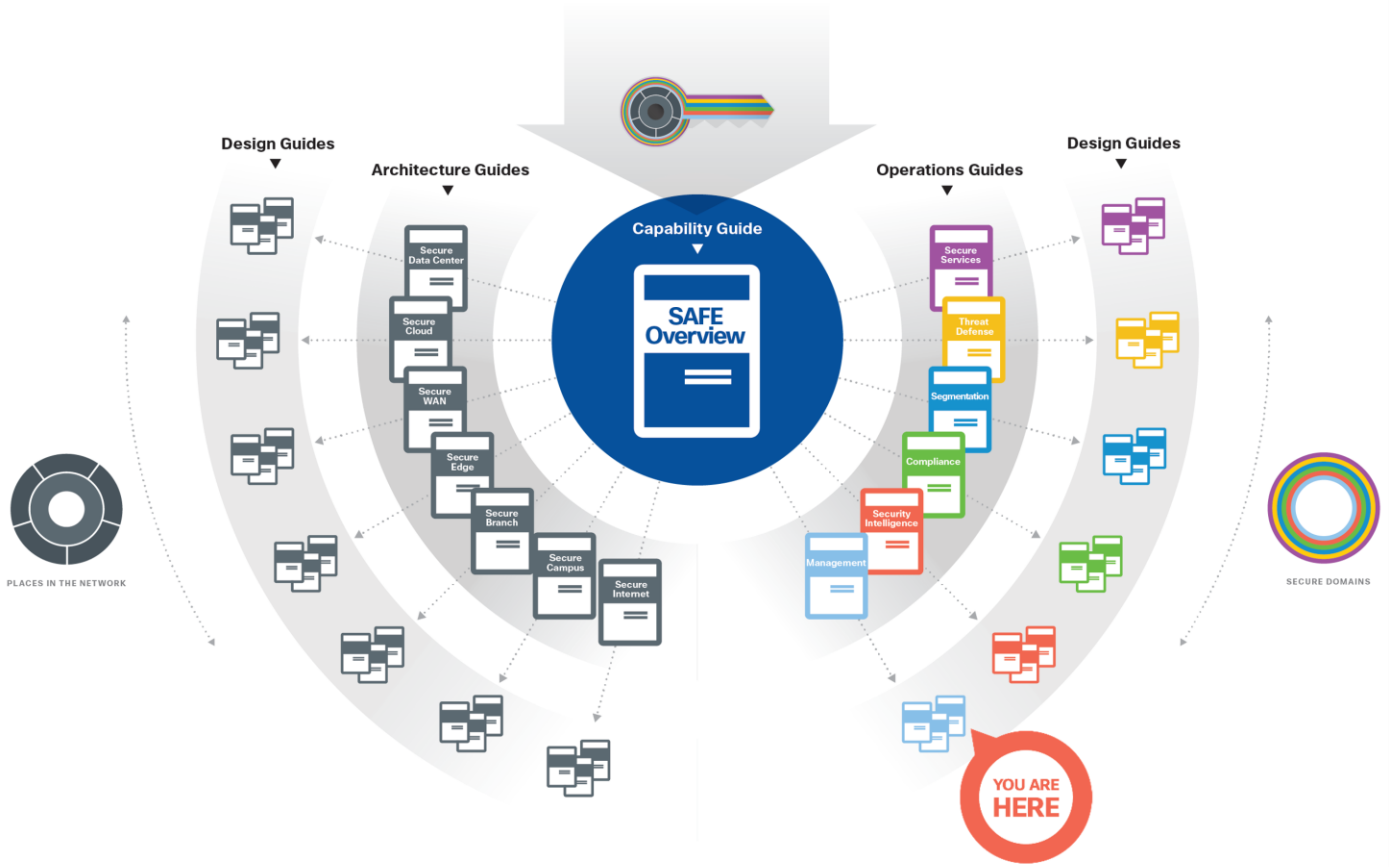 Design Guides
Architecture Guides
Capability Guide
SAFE
Overview
Operations Guides
Design Guides
Secure
Data Center
Secure
Cloud
Secure
WAN
Secure
Edge
Secure
Branch
Secure
Campus
Secure
Internet
Secure
Services
Threat
Defense
Segmentation
Compliance
Security
Intelligence
Management
PLACES IN THE NETWORK
SECURE DOMAINS
YOU ARE
HERE